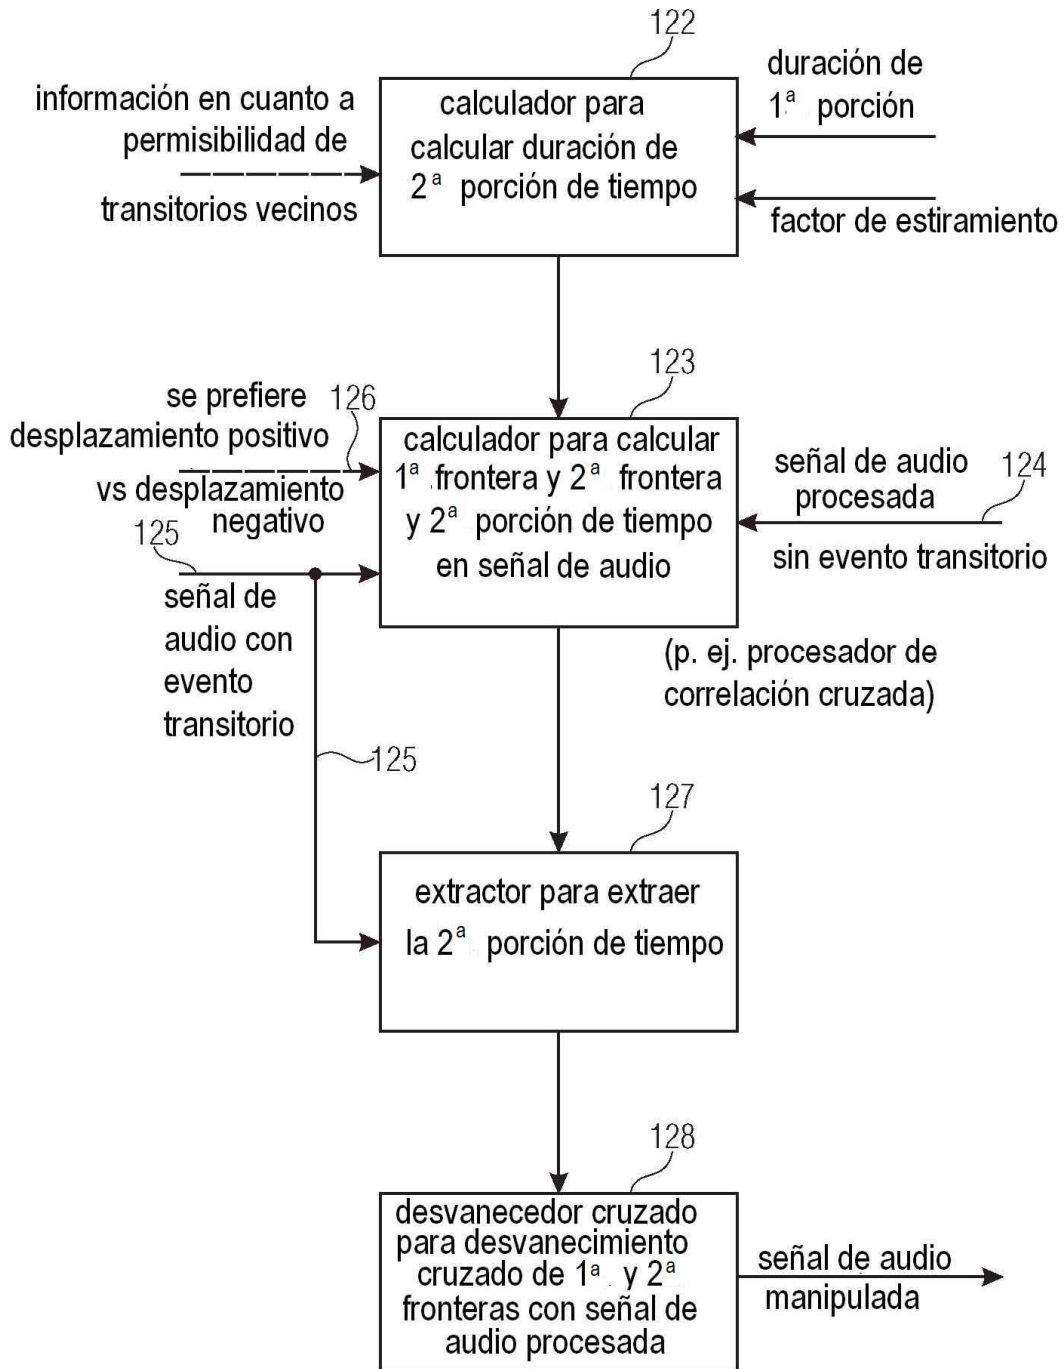 122
información en cuanto a
permisibilidad de
transitorios vecinos
calculador para
calcular duración de
2ª porción de tiempo
duración de
1ª porción
factor de estiramiento
123
se prefiere
126
desplazamiento positivo
vs desplazamiento
negativo
125
señal de
audio con
evento
transitorio
calculador para calcular
1ª frontera y 2ª frontera
y 2ª porción de tiempo
en señal de audio
señal de audio
124
procesada
sin evento transitorio
(p. ej. procesador de
correlación cruzada)
125
127
extractor para extraer
la 2ª porción de tiempo
128
desvanecedor cruzado
para desvanecimiento
cruzado de 1ª y 2ª
fronteras con señal de
audio procesada
señal de audio
manipulada